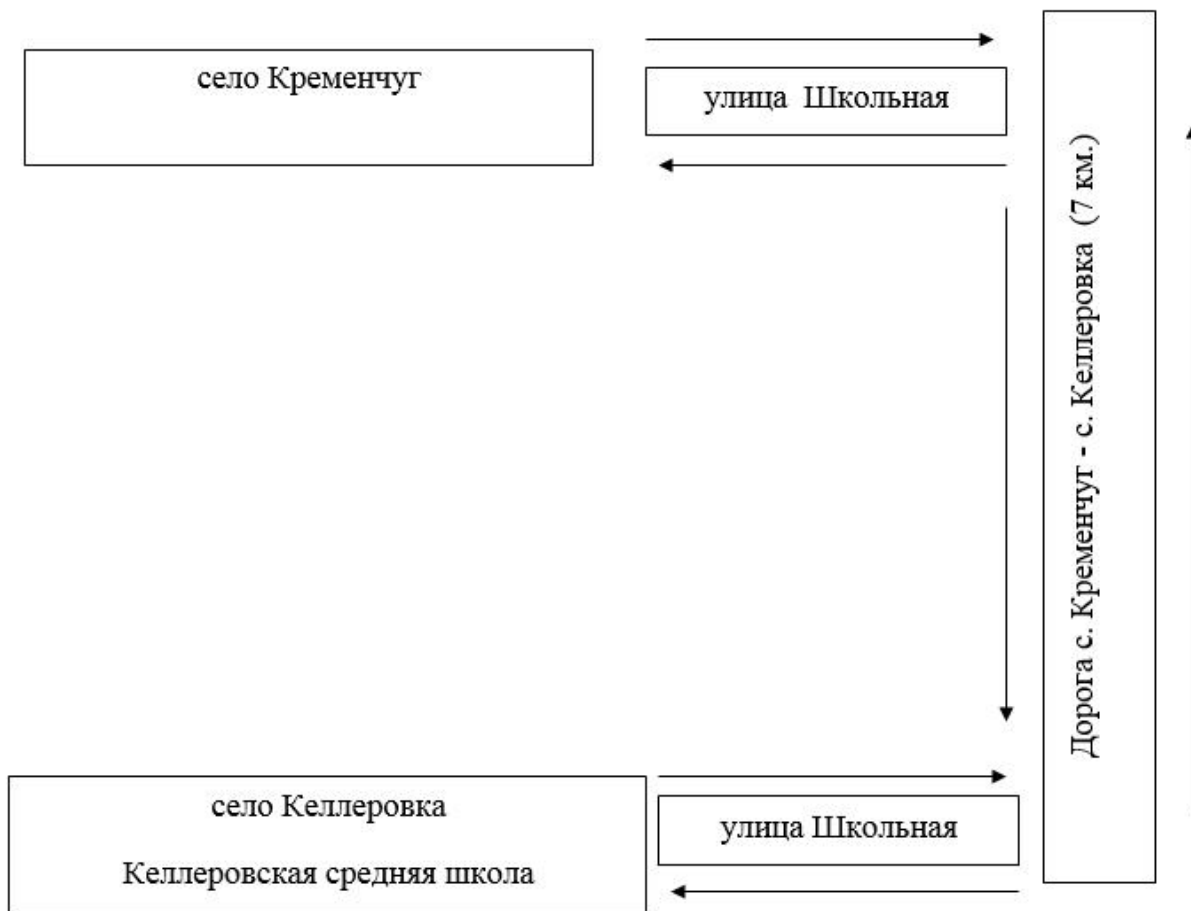 село Кременчуг
улица Школьная
Дорога с. Кременчуг - с. Келлеровка (7 км.)
село Келлеровка
Келлеровская средняя школа
улица Школьная